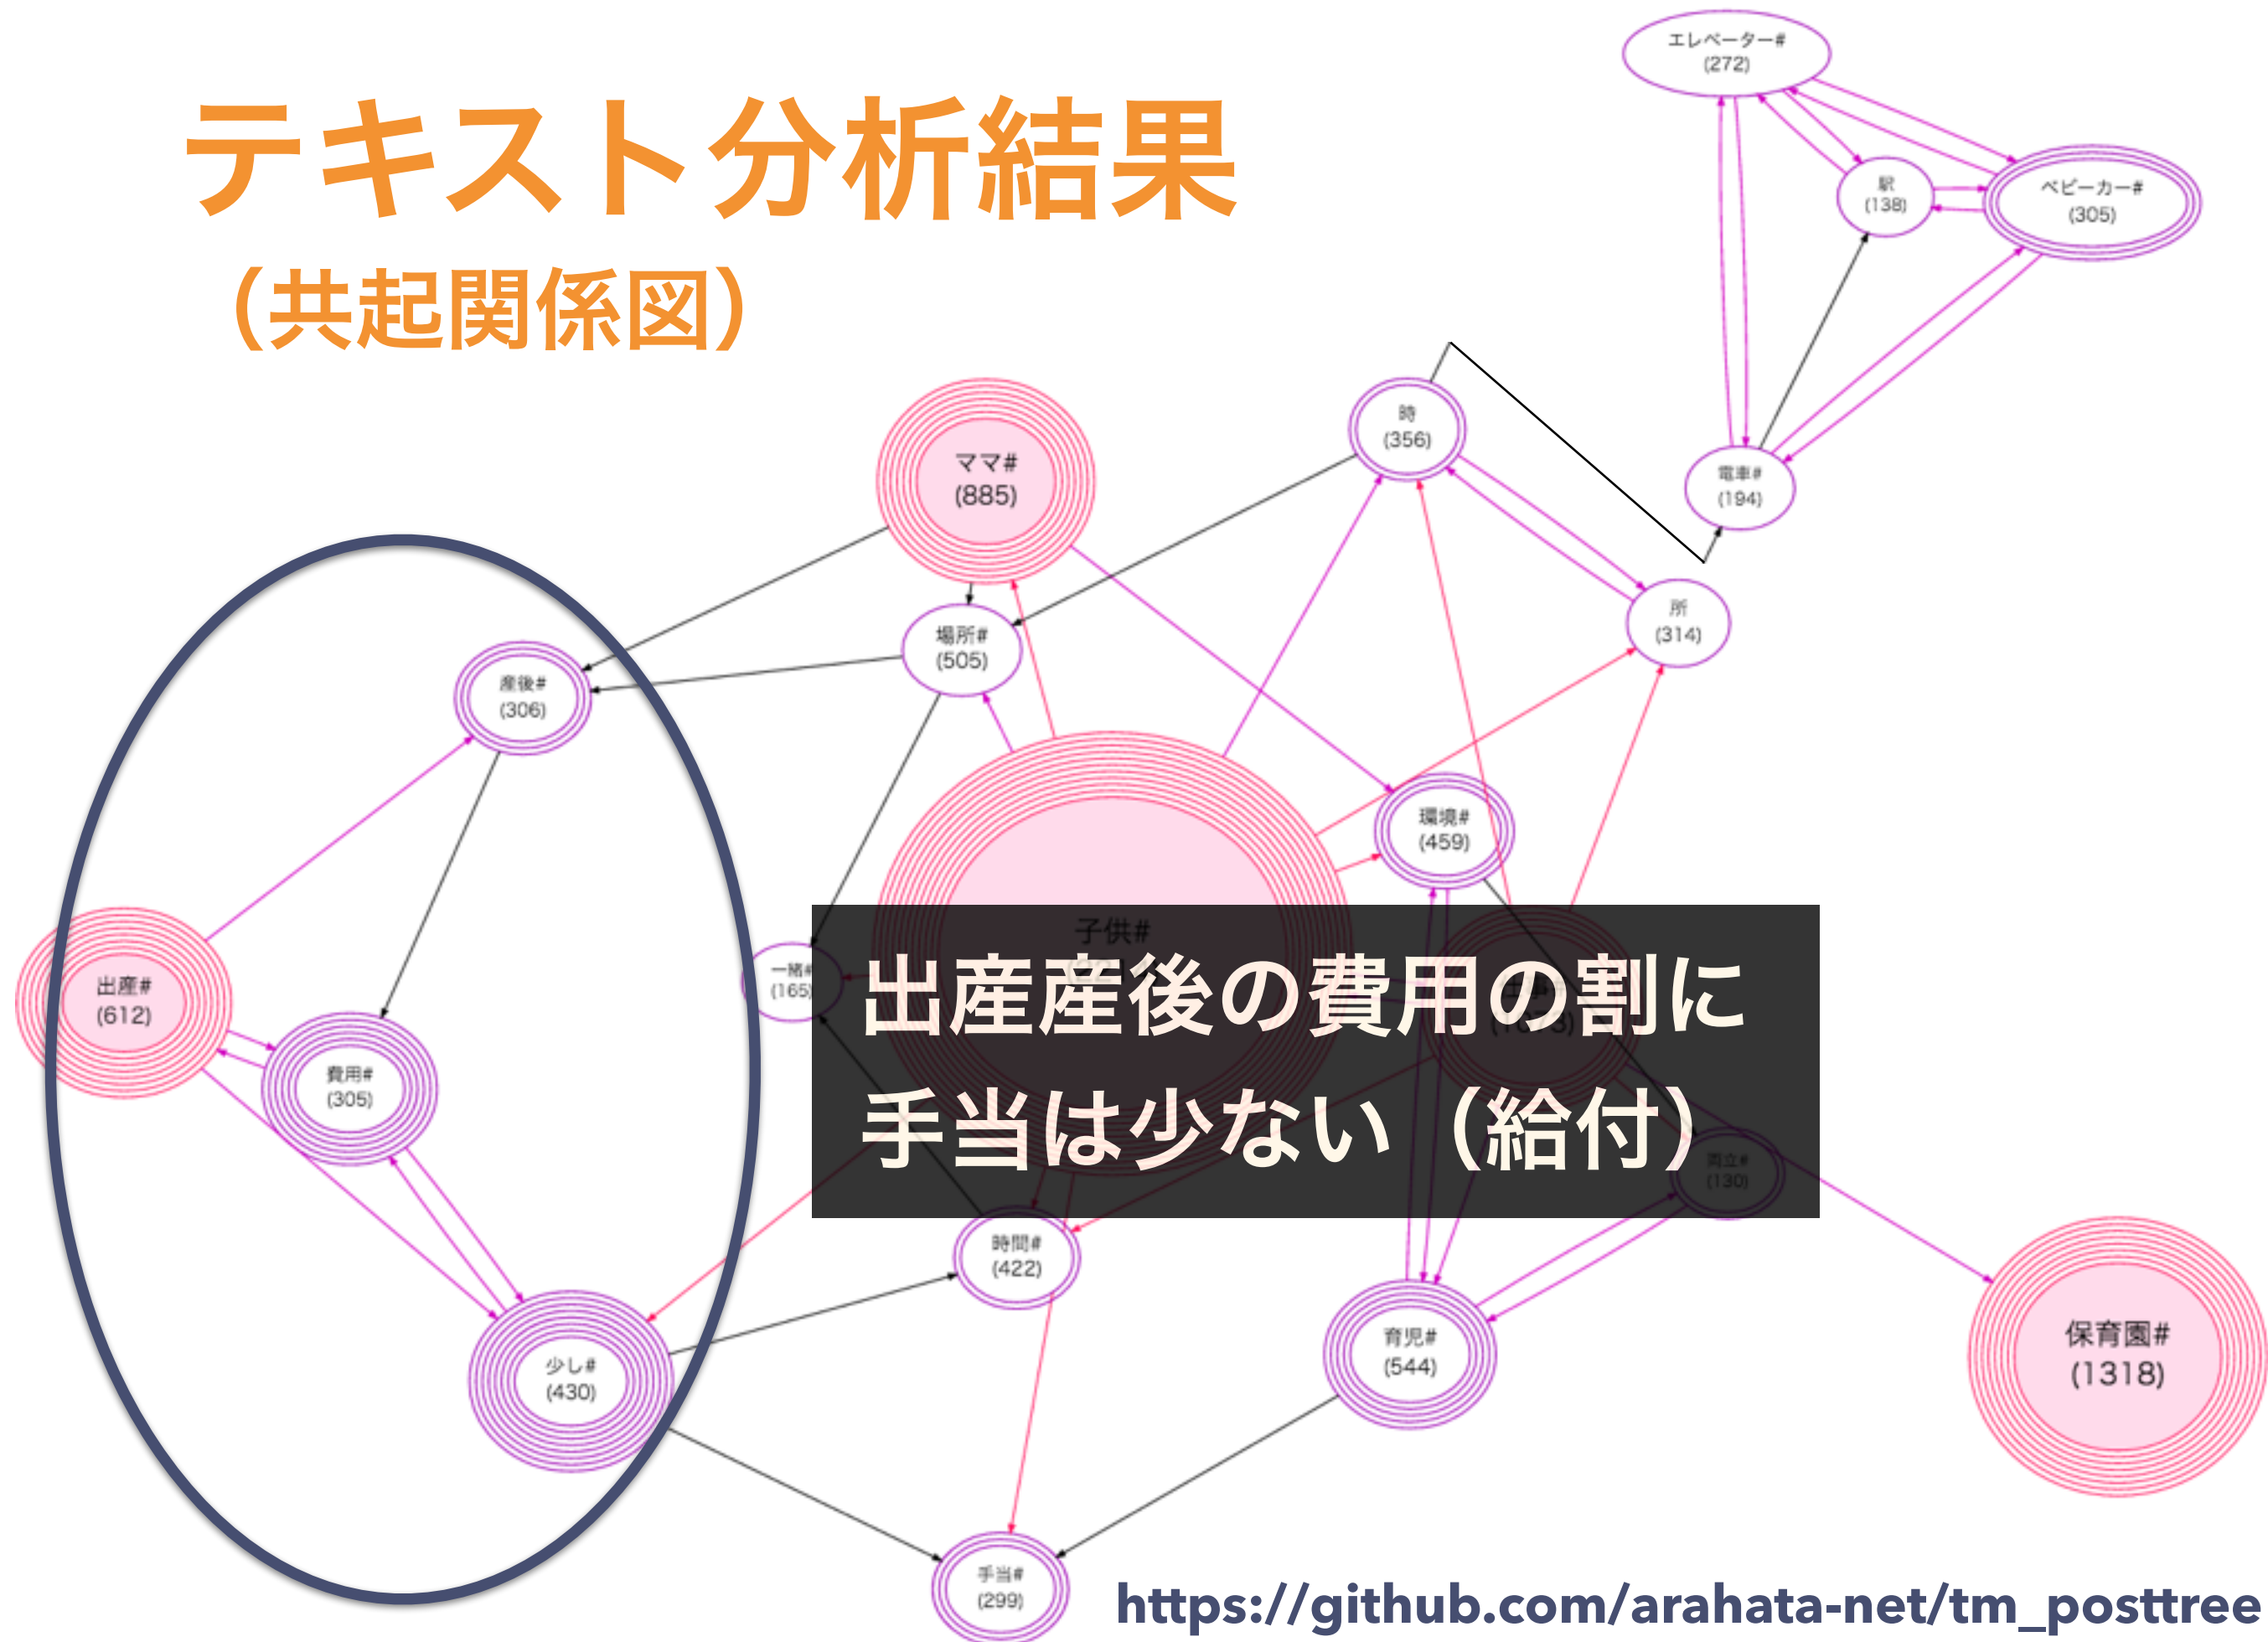 テキスト分析結果
（共起関係図）
エレベーター#
(272)
駅
(138)
ベビーカー#
(305)
時
(356)
電車#
(194)
ママ#
(885)
所
(314)
場所#
(505)
産後#
(306)
環境#
(459)
子供#
出産#
(612)
一緒#
(165)
出産産後の費用の割に
手当は少ない（給付）
費用#
(305)
両立#
(130)
時間#
(422)
育児#
(544)
保育園#
(1318)
少し#
(430)
手当#
(299)
https://github.com/arahata-net/tm_posttree